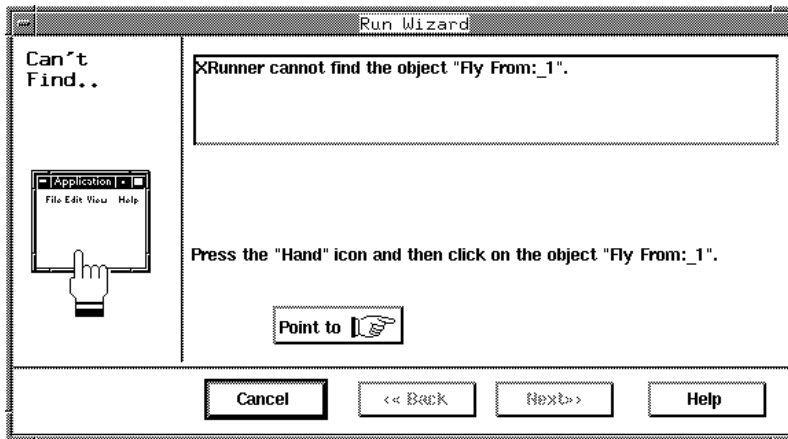 Run Wizard
Can't
Find..
XRunner cannot find the object "Fly From:_1".
Application
File Edit View Help
Press the "Hand" icon and then click on the object "Fly From:_1".
Point to
Cancel
<< Back
Next>>
Help